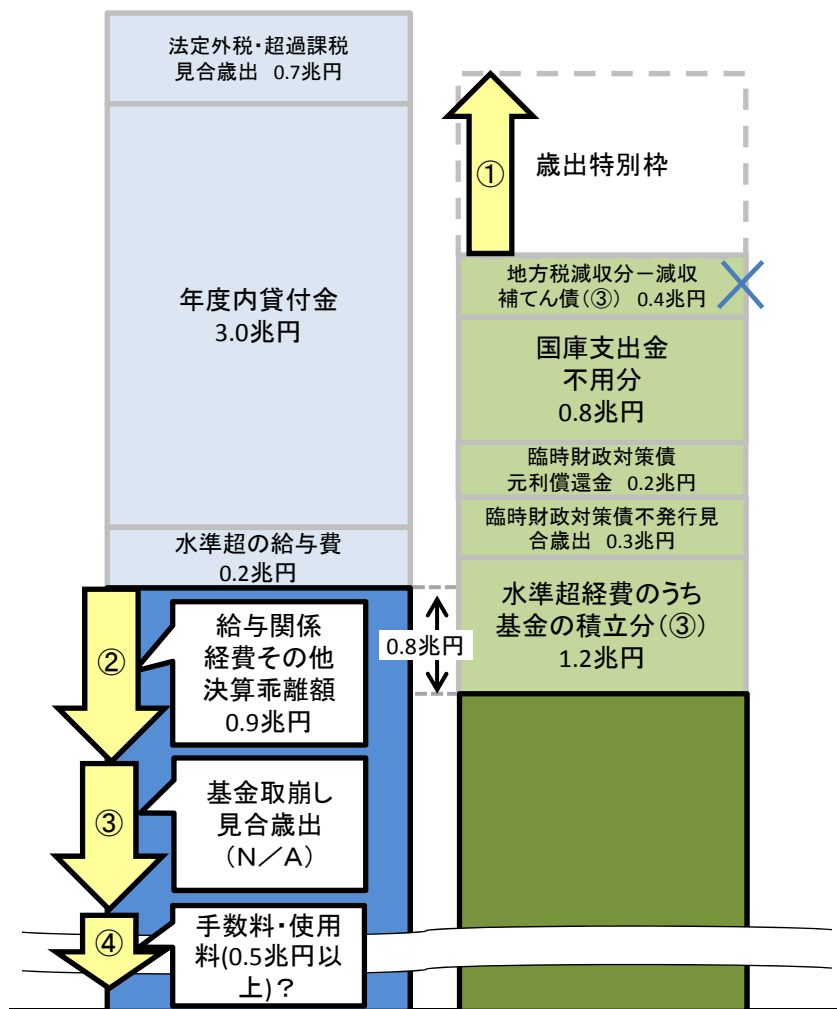 法定外税・超過課税
見合歳出 0.7兆円
年度内貸付金
3.0兆円
水準超の給与費
0.2兆円
②
給与関係
経費その他
決算乖離額
0.9兆円
③
基金取崩し
見合歳出
(N/A)
④
手数料・使用
料(0.5兆円以
上)?
0.8兆円
①
歳出特別枠
地方税減収分-減収
補てん債(③) 0.4兆円
国庫支出金
不用分
0.8兆円
臨時財政対策債
元利償還金 0.2兆円
臨時財政対策債不発行見
合歳出 0.3兆円
水準超経費のうち
基金の積立分(③)
1.2兆円